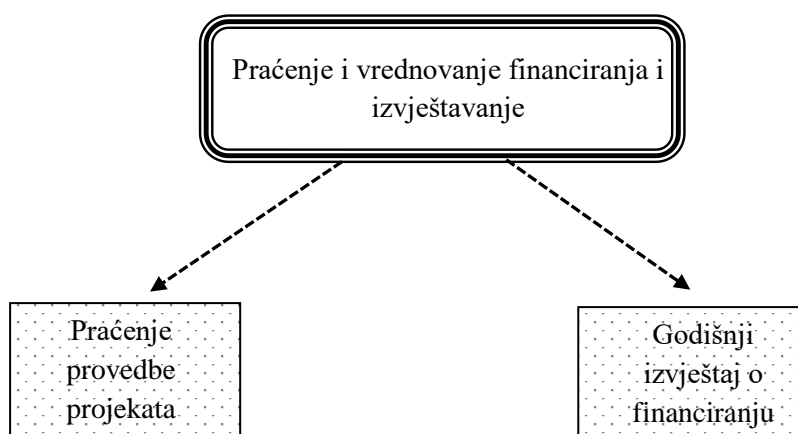 Praćenje i vrednovanje financiranja i
izvještavanje
Praćenje
provedbe
projekata
Godišnji
izvještaj o
financiranju